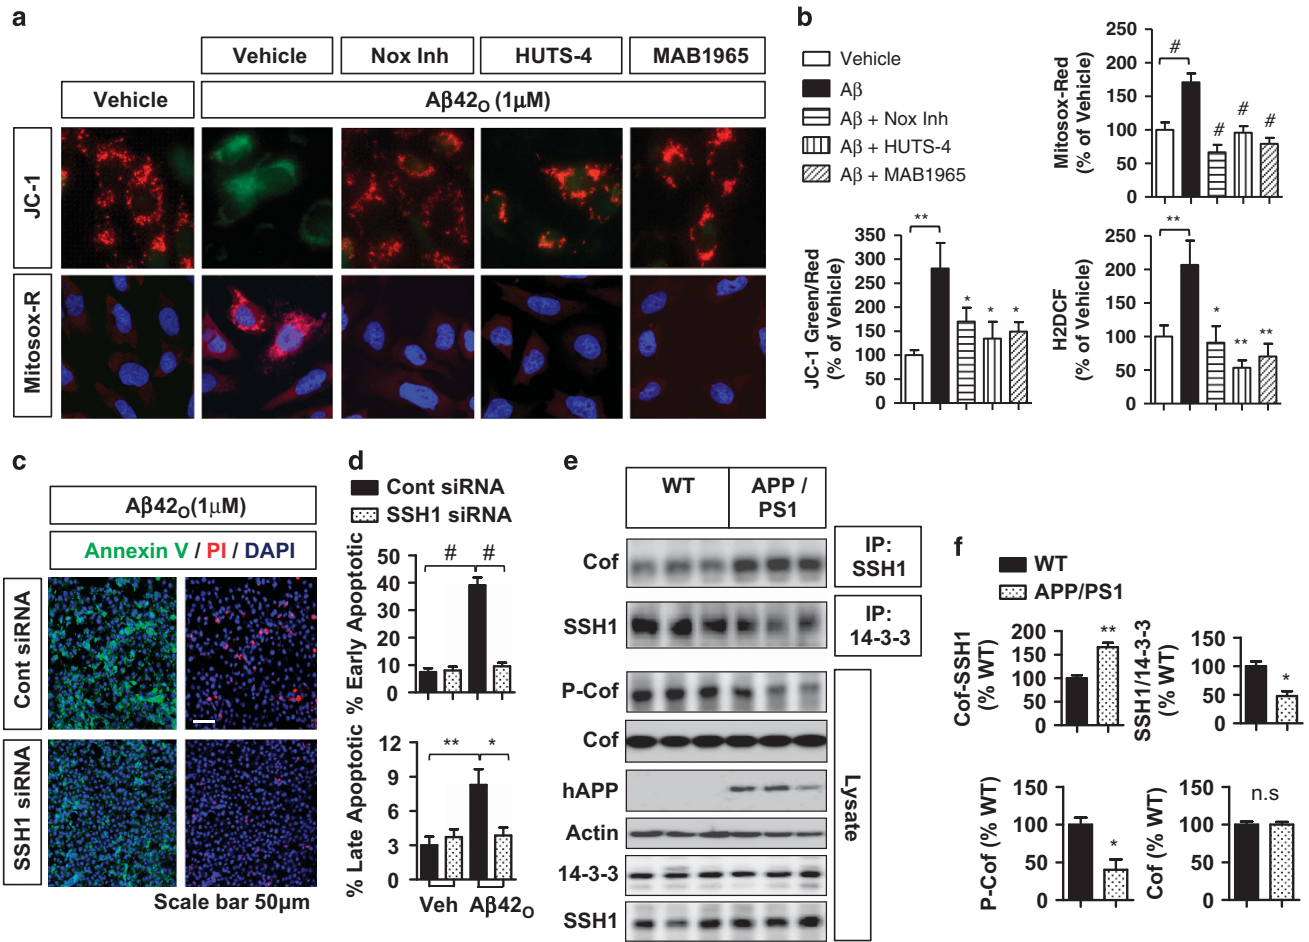 a
Vehicle Nox Inh HUTS-4 MAB1965
Vehicle Aβ42O (1μM)
JC-1
Mitosox-R
b
Vehicle
Aβ
Aβ + Nox Inh
Aβ + HUTS-4
Aβ + MAB1965
Mitosox-Red
(% of Vehicle)
250
200
150
100
50
0
#
# # #
JC-1 Green/Red
(% of Vehicle)
350
300
250
200
150
100
50
0
**
* * *
H2DCF
(% of Vehicle)
250
200
150
100
50
0
**
* ** **
c
Aβ42O(1μM)
Annexin V / PI / DAPI
Cont siRNA
SSH1 siRNA
Scale bar 50μm
d
Cont siRNA
SSH1 siRNA
% Early Apoptotic
50
40
30
20
10
0
# #
% Late Apoptotic
12
9
6
3
0
** *
Veh Aβ42O
e
WT APP / PS1
Cof
IP: SSH1
SSH1
IP: 14-3-3
P-Cof
Cof
hAPP
Actin
14-3-3
SSH1
Lysate
f
WT
APP/PS1
Cof-SSH1
(% WT)
200
150
100
50
0
**
SSH1/14-3-3
(% WT)
150
100
50
0
*
P-Cof (% WT)
150
100
50
0
*
Cof (% WT)
150
100
50
0
n.s